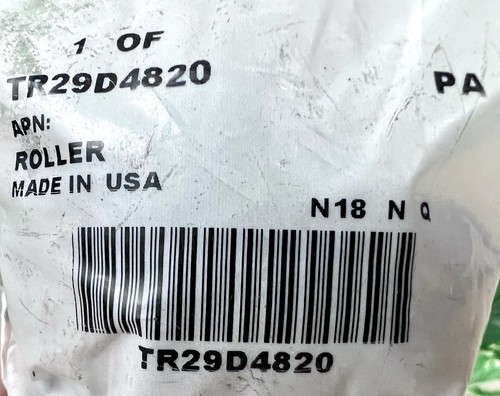 1 OF
TR29D4820
PA
APN:
ROLLER
MADE IN USA
N18 N Q
TR29D4820